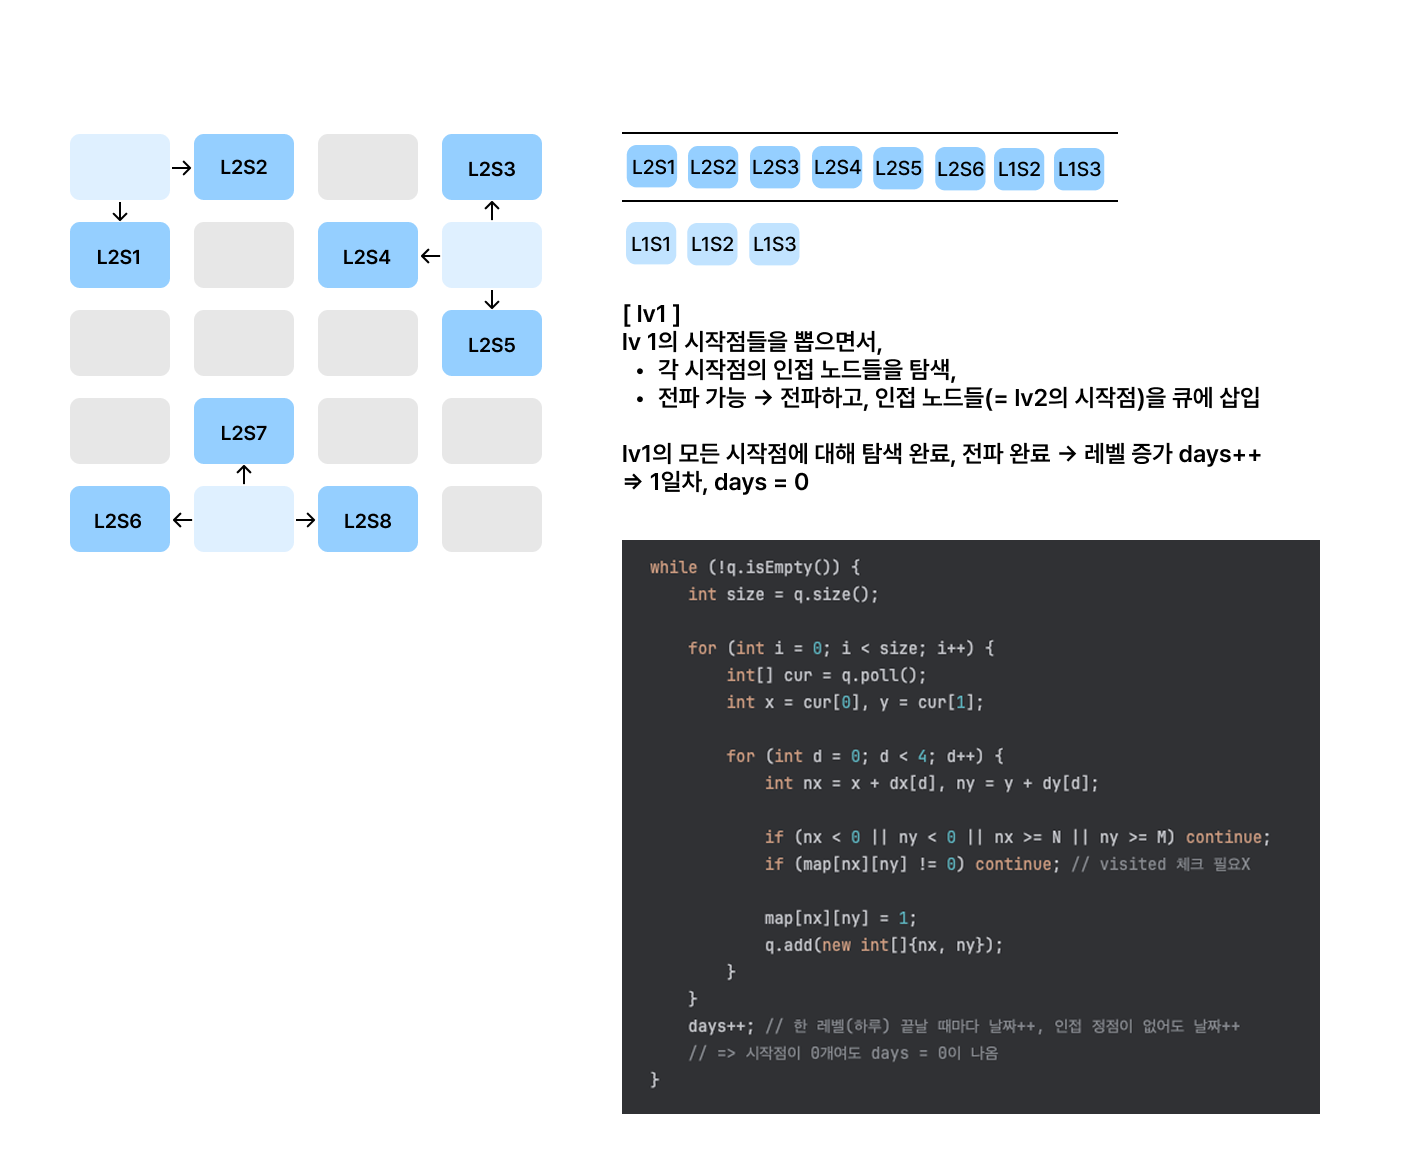 L2S2
L2S3
L2S1
L2S4
L2S5
L2S7
L2S6
L2S8
L2S1 L2S2 L2S3 L2S4 L2S5 L2S6 L1S2 L1S3
L1S1 L1S2 L1S3
[ lv1 ]
lv 1의 시작점들을 뽑으면서,
• 각 시작점의 인접 노드들을 탐색,
• 전파 가능 → 전파하고, 인접 노드들(= lv2의 시작점)을 큐에 삽입
lv1의 모든 시작점에 대해 탐색 완료, 전파 완료 → 레벨 증가 days++
⇒ 1일차, days = 0
while (!q.isEmpty()) {
    int size = q.size();
    for (int i = 0; i < size; i++) {
        int[] cur = q.poll();
        int x = cur[0], y = cur[1];
        for (int d = 0; d < 4; d++) {
            int nx = x + dx[d], ny = y + dy[d];
            if (nx < 0 || ny < 0 || nx >= N || ny >= M) continue;
            if (map[nx][ny] != 0) continue; // visited 체크 필요X
            map[nx][ny] = 1;
            q.add(new int[]{nx, ny});
        }
    }
    days++; // 한 레벨(하루) 끝날 때마다 날짜++, 인접 정점이 없어도 날짜++
    // => 시작점이 0개여도 days = 0이 나옴
}